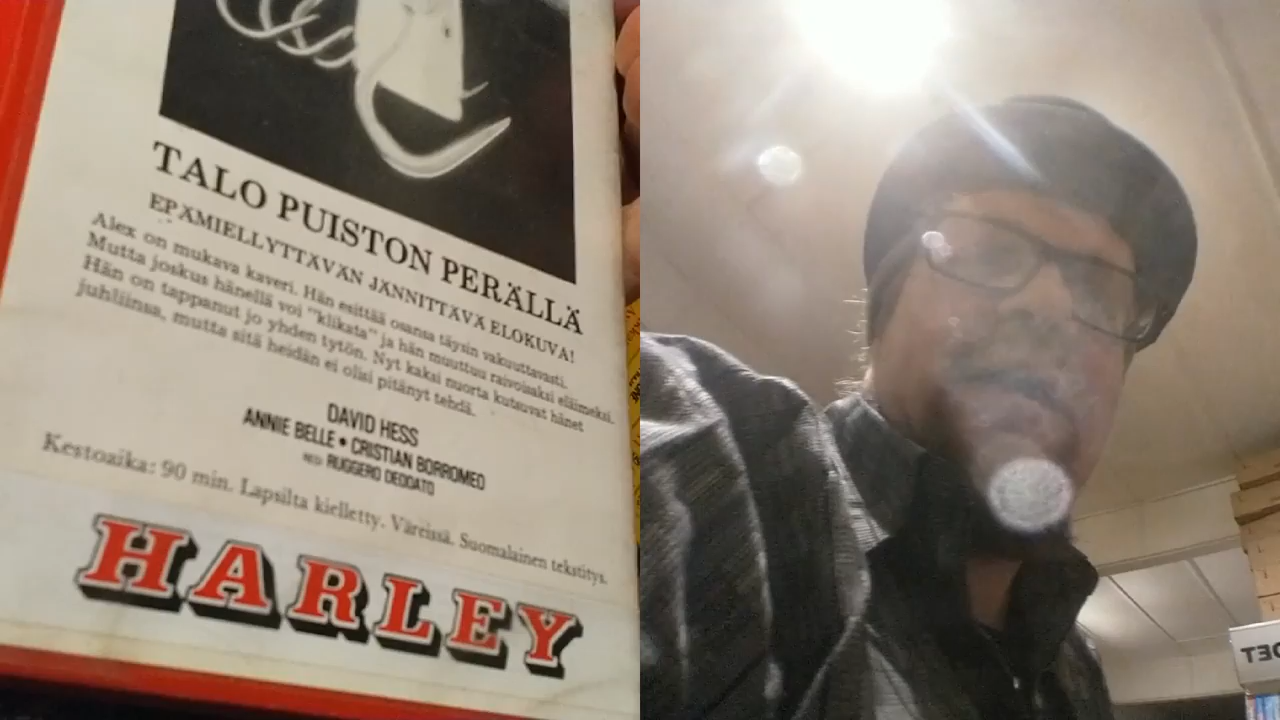 TALO PUISTON PERÄLLÄ
EPÄMIELLYTTÄVÄN JÄNNITTÄVÄ ELOKUVA!
Alex on mukava kaveri. Hän esittää osansa täysin vakuuttavasti.
Mutta joskus hänellä voi "klikata" ja hän muuttuu raivoisaksi eläimeksi.
Hän on tappanut jo yhden tytön. Nyt kaksi nuorta kutsuvat hänet
juhliinsa, mutta sitä heidän ei olisi pitänyt tehdä.
DAVID HESS
ANNIE BELLE • CRISTIAN BORROMEO
RUGGERO DEODATO
Kestoaika: 90 min. Lapsilta kielletty. Väreissä. Suomalainen tekstitys.
HARLEY